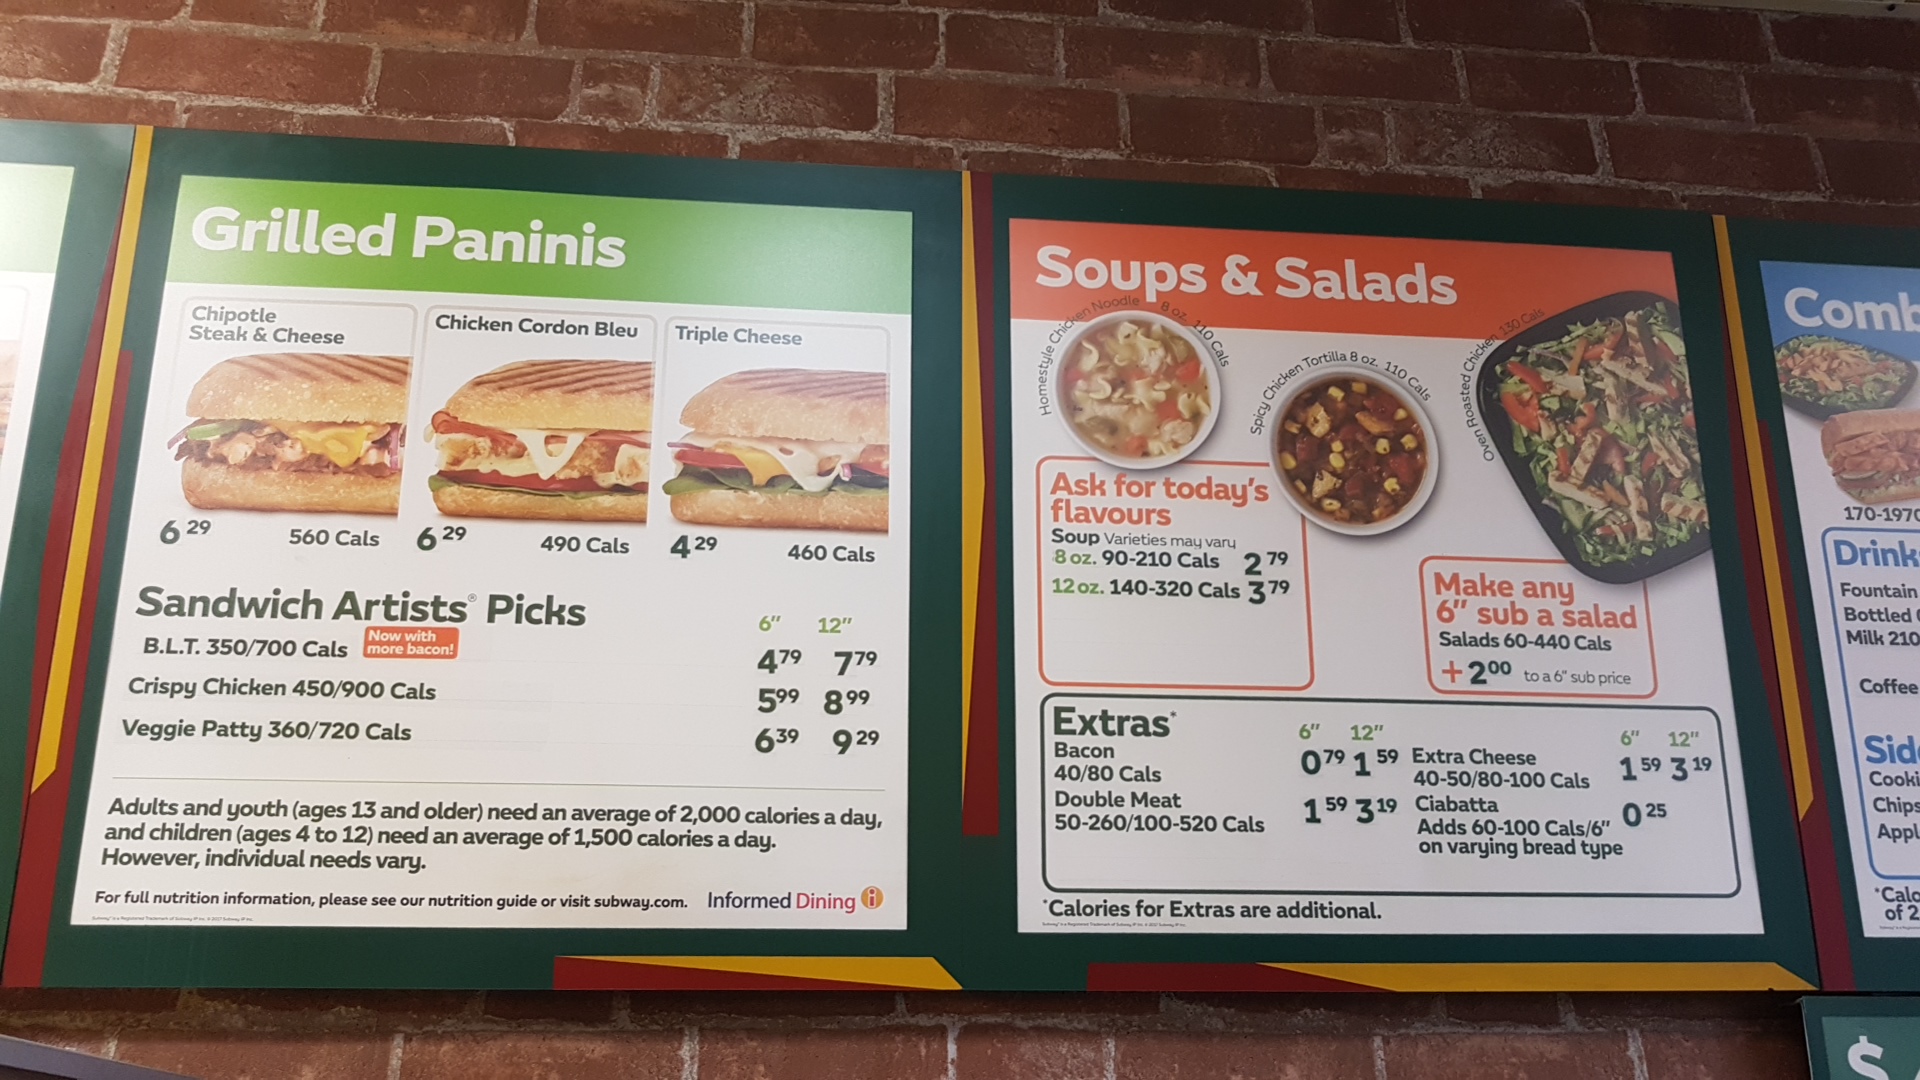 Grilled Paninis
Chipotle
Steak & Cheese
6 29
560 Cals
Chicken Cordon Bleu
6 29
490 Cals
Triple Cheese
4 29
460 Cals
Sandwich Artists® Picks
6" 12"
B.L.T. 350/700 Cals
Now with
more bacon!
4 79 7 79
Crispy Chicken 450/900 Cals 5 99 8 99
Veggie Patty 360/720 Cals 6 39 9 29
Adults and youth (ages 13 and older) need an average of 2,000 calories a day,
and children (ages 4 to 12) need an average of 1,500 calories a day.
However, individual needs vary.
For full nutrition information, please see our nutrition guide or visit subway.com.
Informed Dining i
Soups & Salads
Homestyle Chicken Noodle 8 oz. 110 Cals
Spicy Chicken Tortilla 8 oz. 110 Cals
Oven Roasted Chicken 130 Cals
Ask for today's
flavours
Soup Varieties may vary
8 oz. 90-210 Cals 2 79
12 oz. 140-320 Cals 3 79
Make any
6" sub a salad
Salads 60-440 Cals
+2 00 to a 6" sub price
Extras*
6" 12"
Bacon
40/80 Cals
0 79 1 59
Double Meat
50-260/100-520 Cals
1 59 3 19
6" 12"
Extra Cheese
40-50/80-100 Cals
1 59 3 19
Ciabatta
Adds 60-100 Cals/6"
on varying bread type
0 25
*Calories for Extras are additional.
Comb
170-1970
Drink
Fountain
Bottled
Milk 210
Coffee
Side
Cooki
Chips
Appl
*Calo
of 2
$